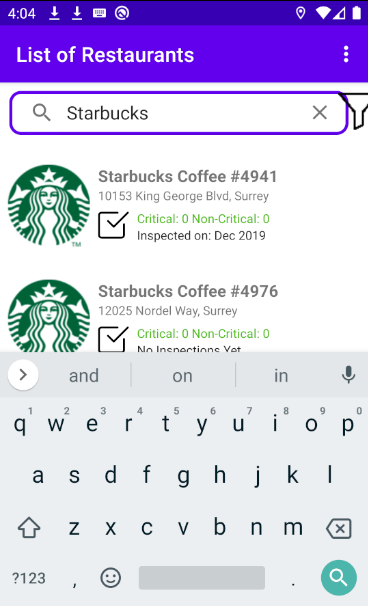 4:04
List of Restaurants
Starbucks
Starbucks Coffee #4941
10153 King George Blvd, Surrey
Critical: 0 Non-Critical: 0
Inspected on: Dec 2019
TM
Starbucks Coffee #4976
12025 Nordel Way, Surrey
Critical: 0 Non-Critical: 0
No Inspections Yet
and on in
1 2 3 4 5 6 7 8 9 0
q w e r t y u i o p
a s d f g h j k l
z x c v b n m
?123 , .